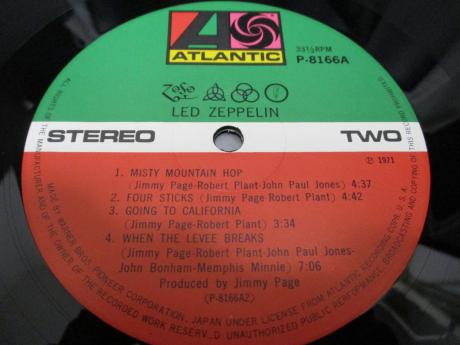 ATLANTIC
33⅓RPM
P-8166A
LED ZEPPELIN
STEREO
TWO
Ⓟ 1971
1. MISTY MOUNTAIN HOP
(Jimmy Page-Robert Plant-John Paul Jones) 4:37
2. FOUR STICKS (Jimmy Page-Robert Plant) 4:42
3. GOING TO CALIFORNIA
(Jimmy Page-Robert Plant) 3:34
4. WHEN THE LEVEE BREAKS
(Jimmy Page-Robert Plant-John Paul Jones-
John Bonham-Memphis Minnie) 7:06
Produced by Jimmy Page
(P-8166A2)
ALL RIGHTS OF THE MANUFACTURER AND OF THE OWNER OF THE RECORDED WORK RESERVED UNAUTHORIZED PUBLIC PERFORMANCE, BROADCASTING AND COPYING OF THIS RECORD PROHIBITED
MADE BY WARNER BROS. PIONEER CORPORATION, JAPAN UNDER LICENSE FROM ATLANTIC RECORDING CORP. U.S.A.